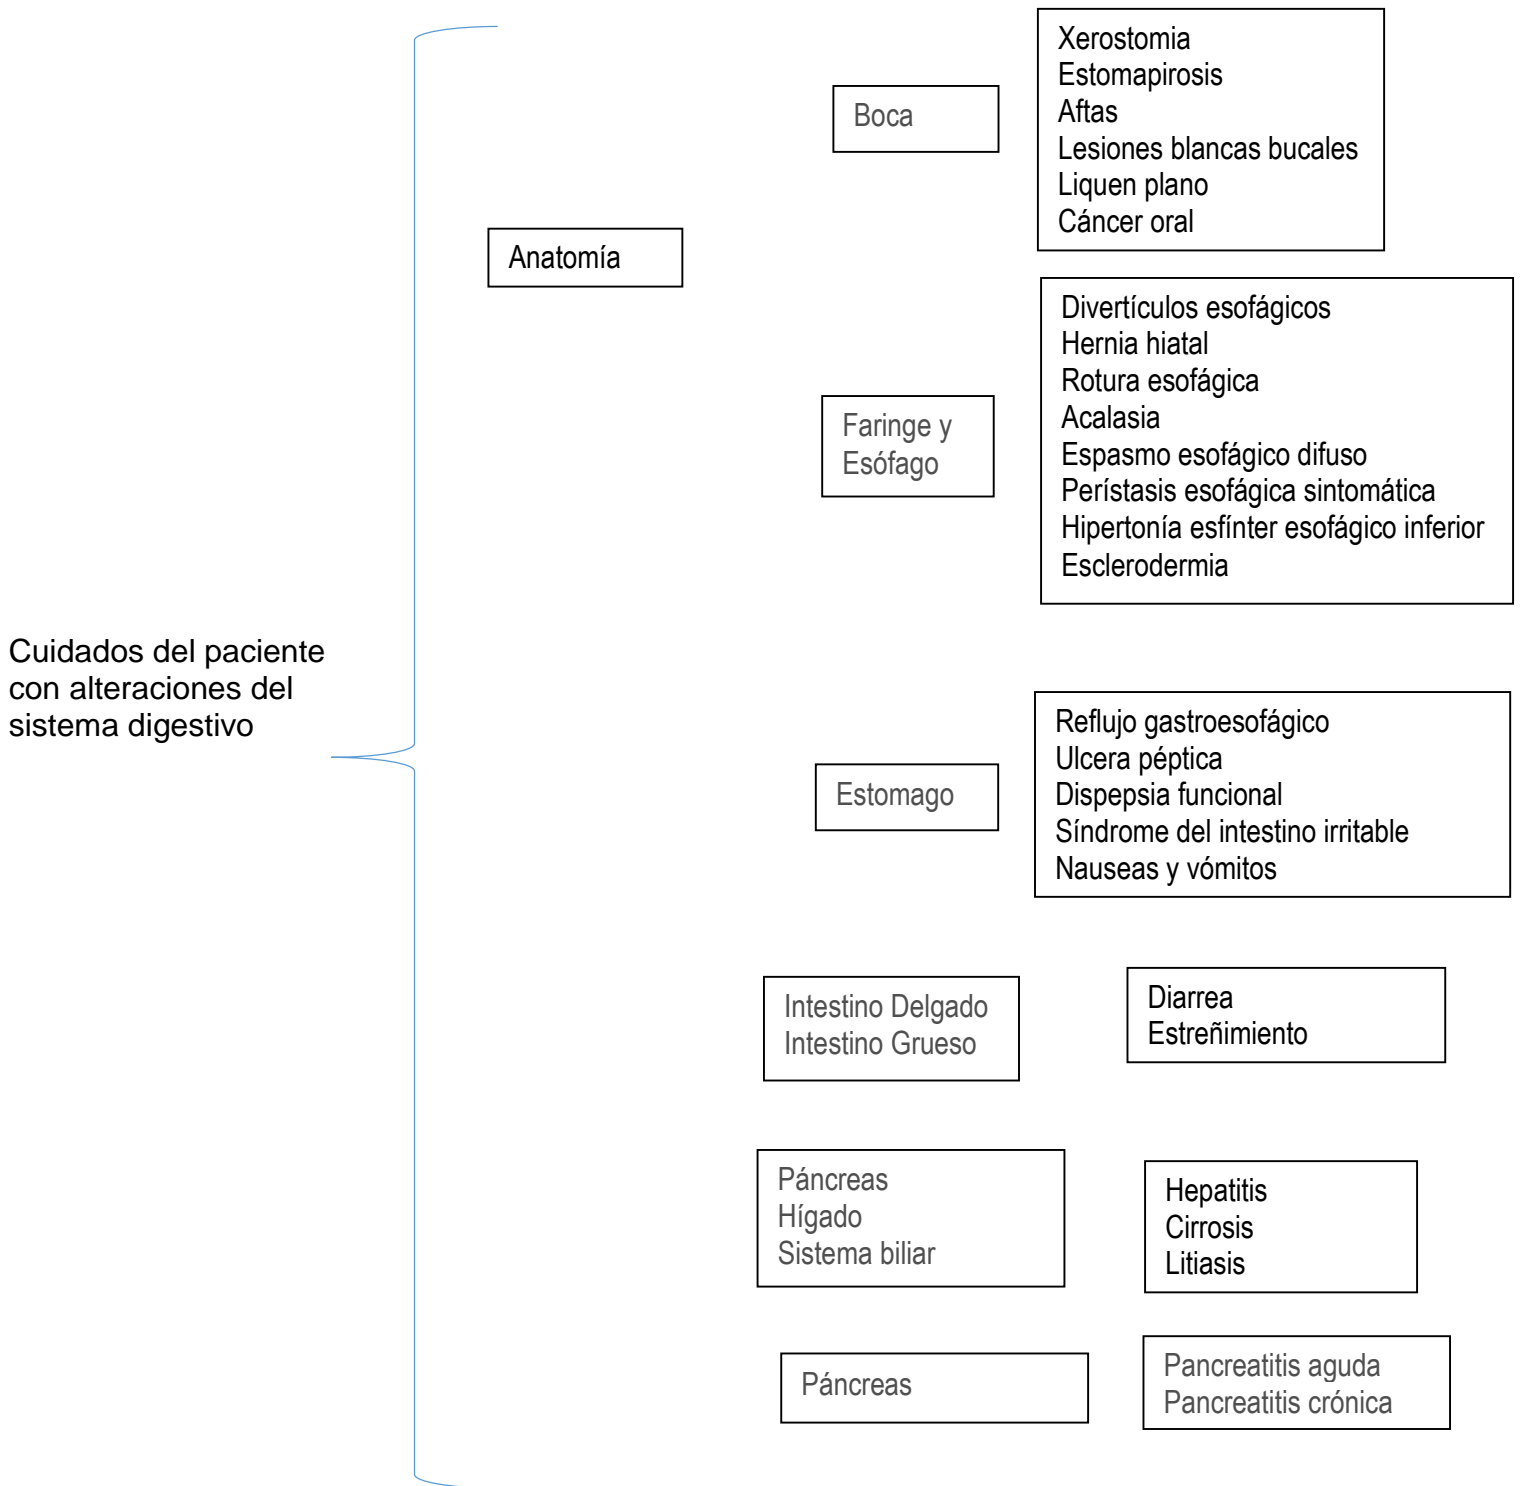 Cuidados del paciente
con alteraciones del
sistema digestivo
Anatomía
Boca
Xerostomia
Estomapirosis
Aftas
Lesiones blancas bucales
Liquen plano
Cáncer oral
Faringe y
Esófago
Divertículos esofágicos
Hernia hiatal
Rotura esofágica
Acalasia
Espasmo esofágico difuso
Perístasis esofágica sintomática
Hipertonía esfínter esofágico inferior
Esclerodermia
Estomago
Reflujo gastroesofágico
Ulcera péptica
Dispepsia funcional
Síndrome del intestino irritable
Nauseas y vómitos
Intestino Delgado
Intestino Grueso
Diarrea
Estreñimiento
Páncreas
Hígado
Sistema biliar
Hepatitis
Cirrosis
Litiasis
Páncreas
Pancreatitis aguda
Pancreatitis crónica